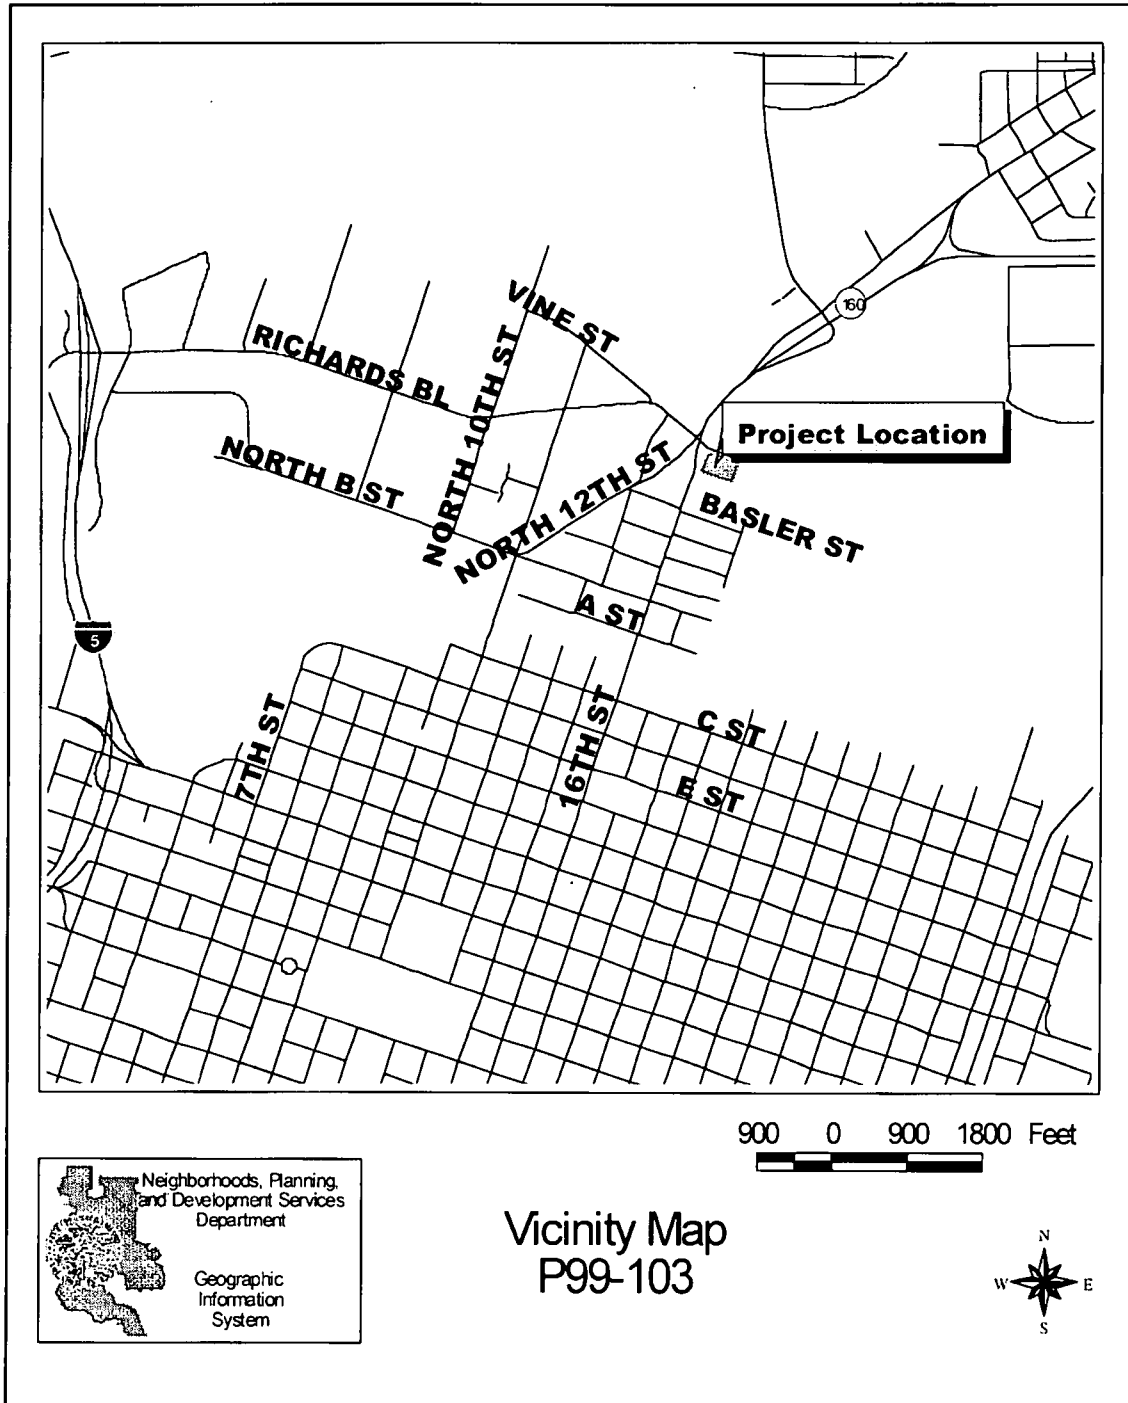 160
VINE ST
RICHARDS BL
NORTH 10TH ST
Project Location
NORTH B ST
NORTH 12TH ST
BASLER ST
A ST
5
7TH ST
16TH ST
C ST
E ST
900 0 900 1800 Feet
Neighborhoods, Planning,
and Development Services
Department
Geographic
Information
System
Vicinity Map
P99-103
N
W E
S